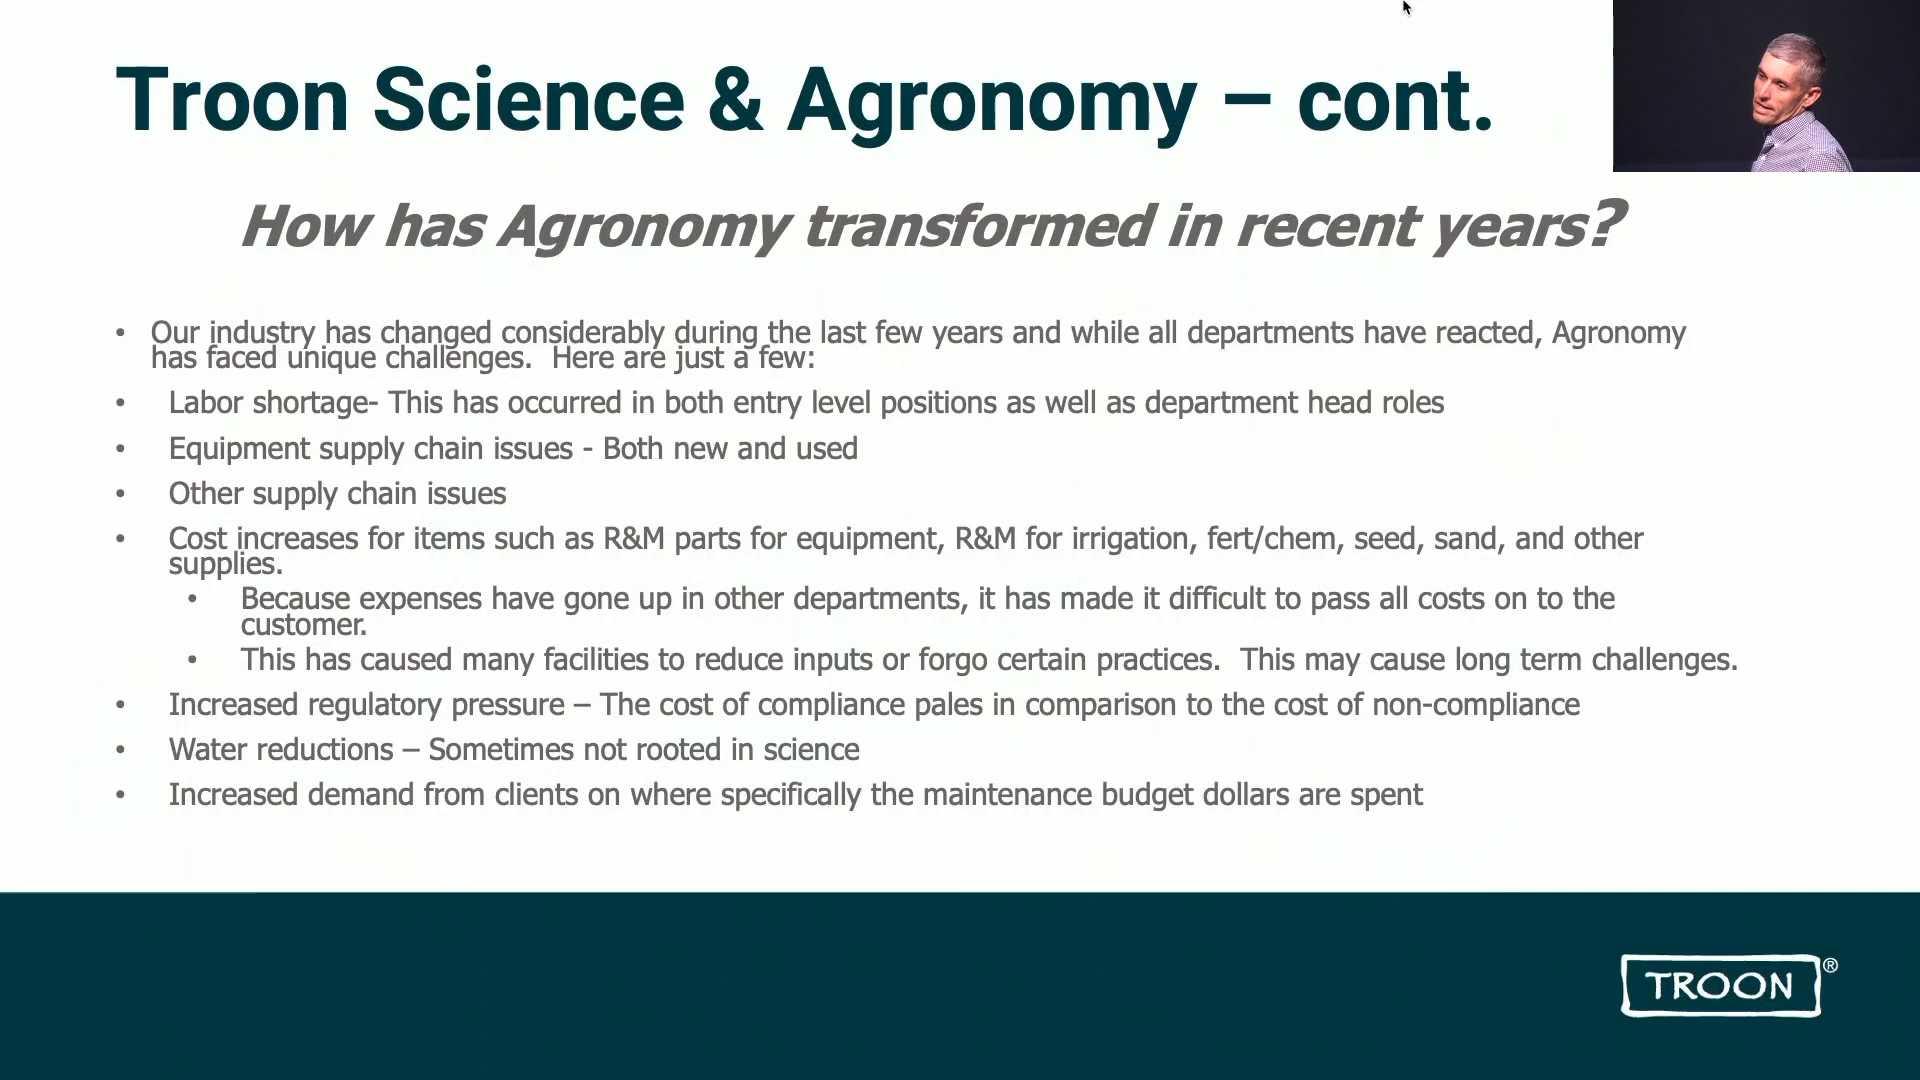 Troon Science & Agronomy – cont.
How has Agronomy transformed in recent years?
• Our industry has changed considerably during the last few years and while all departments have reacted, Agronomy
has faced unique challenges.  Here are just a few:
• Labor shortage- This has occurred in both entry level positions as well as department head roles
• Equipment supply chain issues - Both new and used
• Other supply chain issues
• Cost increases for items such as R&M parts for equipment, R&M for irrigation, fert/chem, seed, sand, and other
supplies.
• Because expenses have gone up in other departments, it has made it difficult to pass all costs on to the
customer.
• This has caused many facilities to reduce inputs or forgo certain practices.  This may cause long term challenges.
• Increased regulatory pressure – The cost of compliance pales in comparison to the cost of non-compliance
• Water reductions – Sometimes not rooted in science
• Increased demand from clients on where specifically the maintenance budget dollars are spent
TROON®